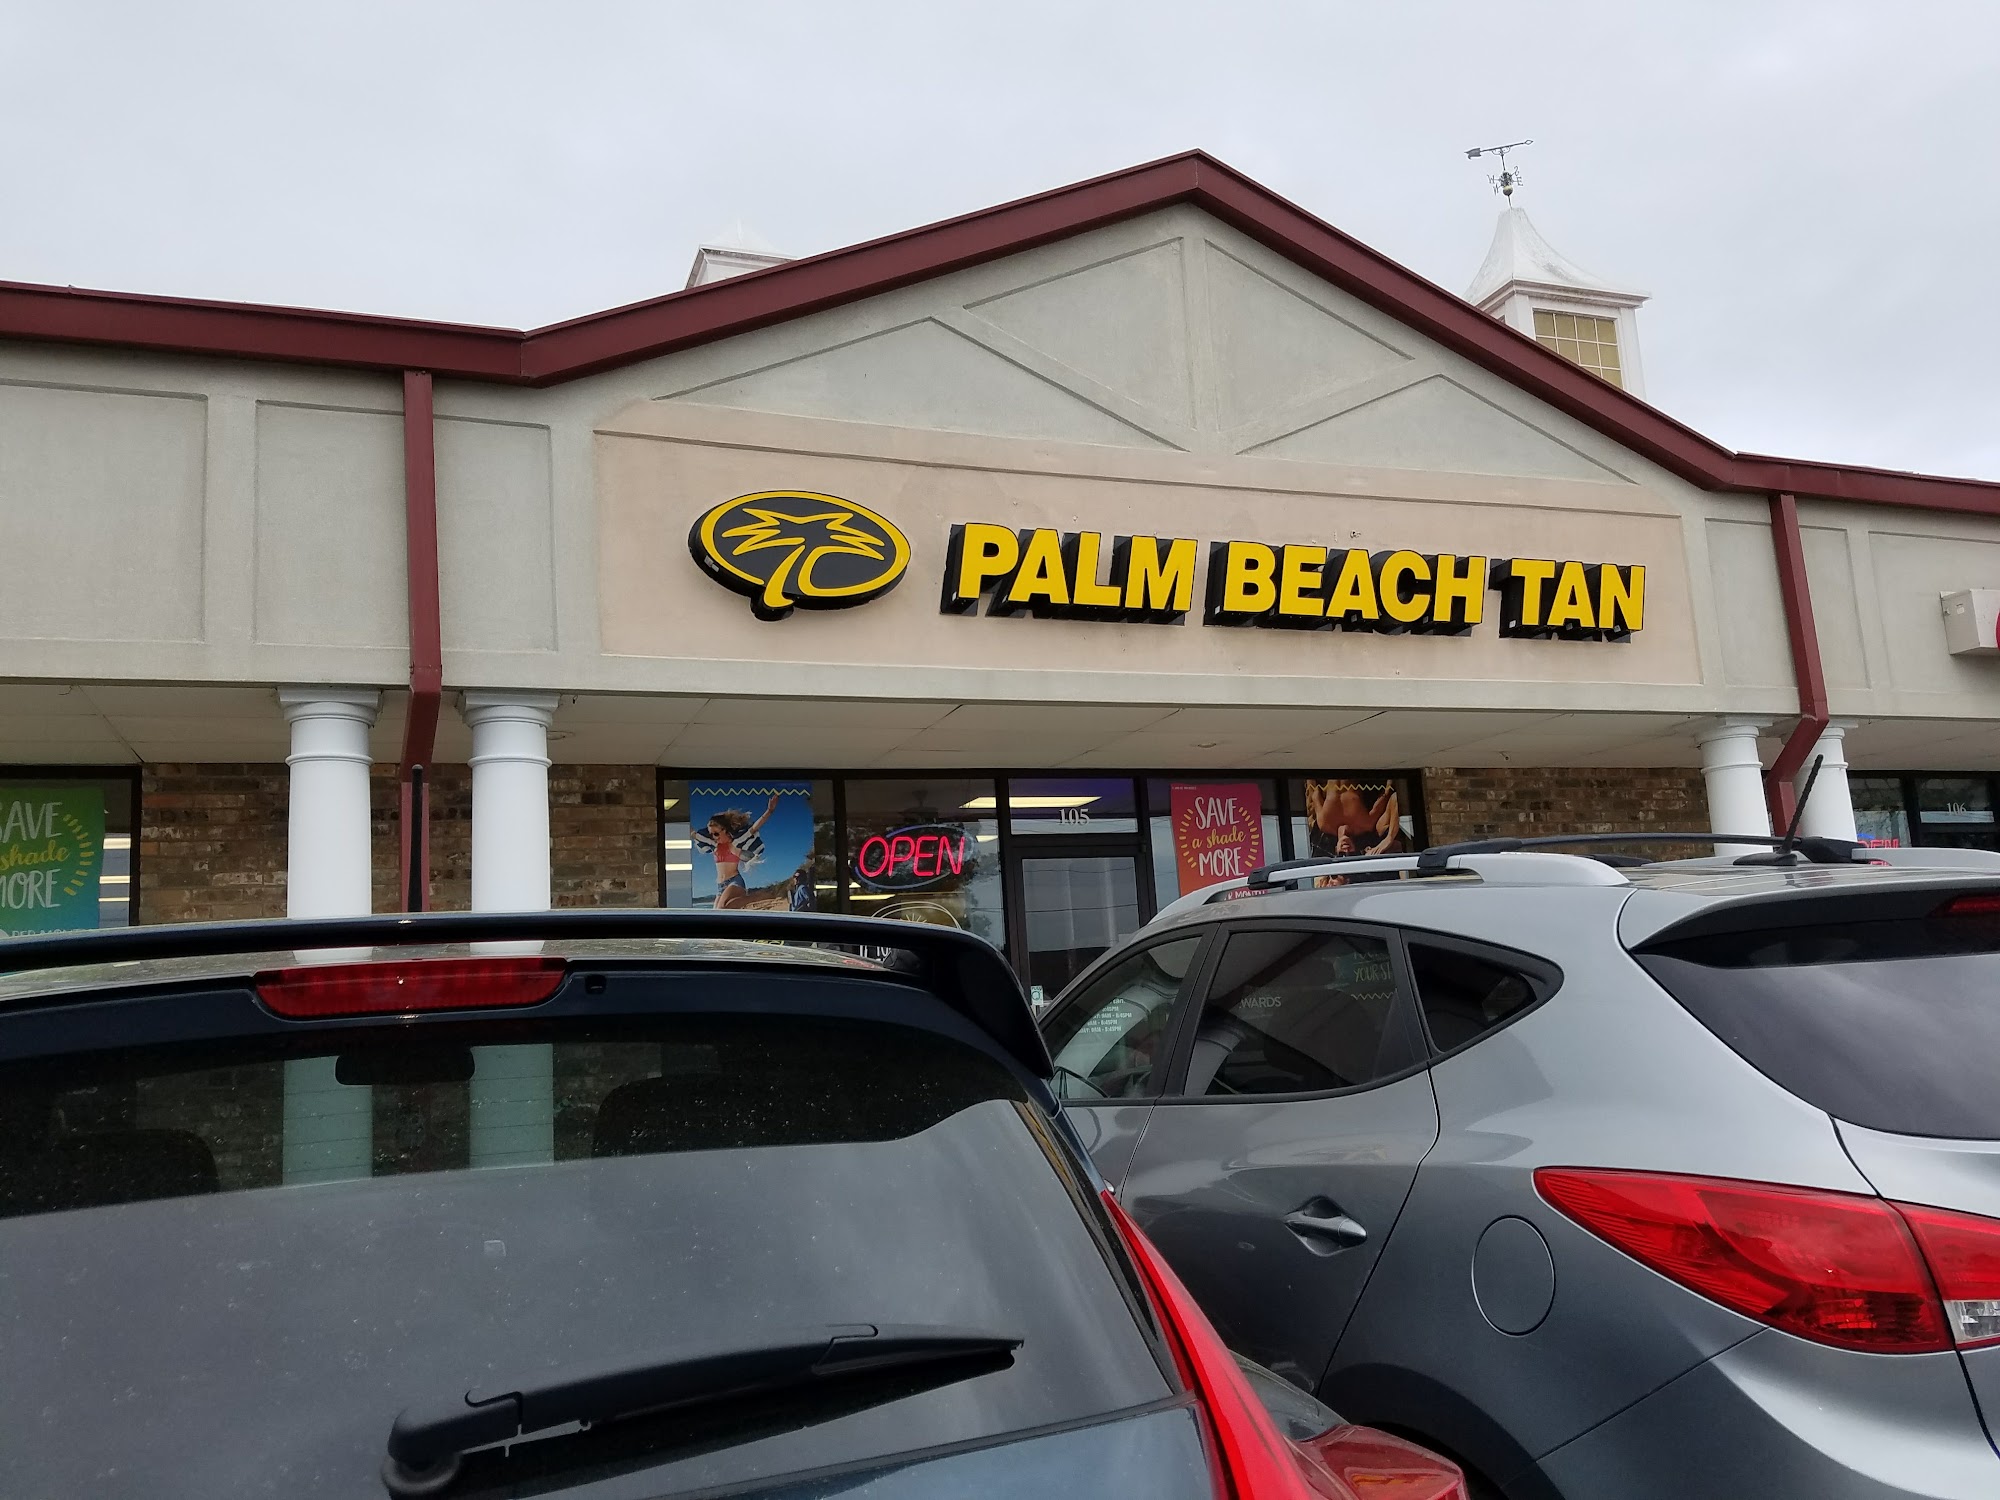 PALM BEACH TAN
SAVE
a shade
MORE
OPEN
105
SAVE
a shade
MORE
106